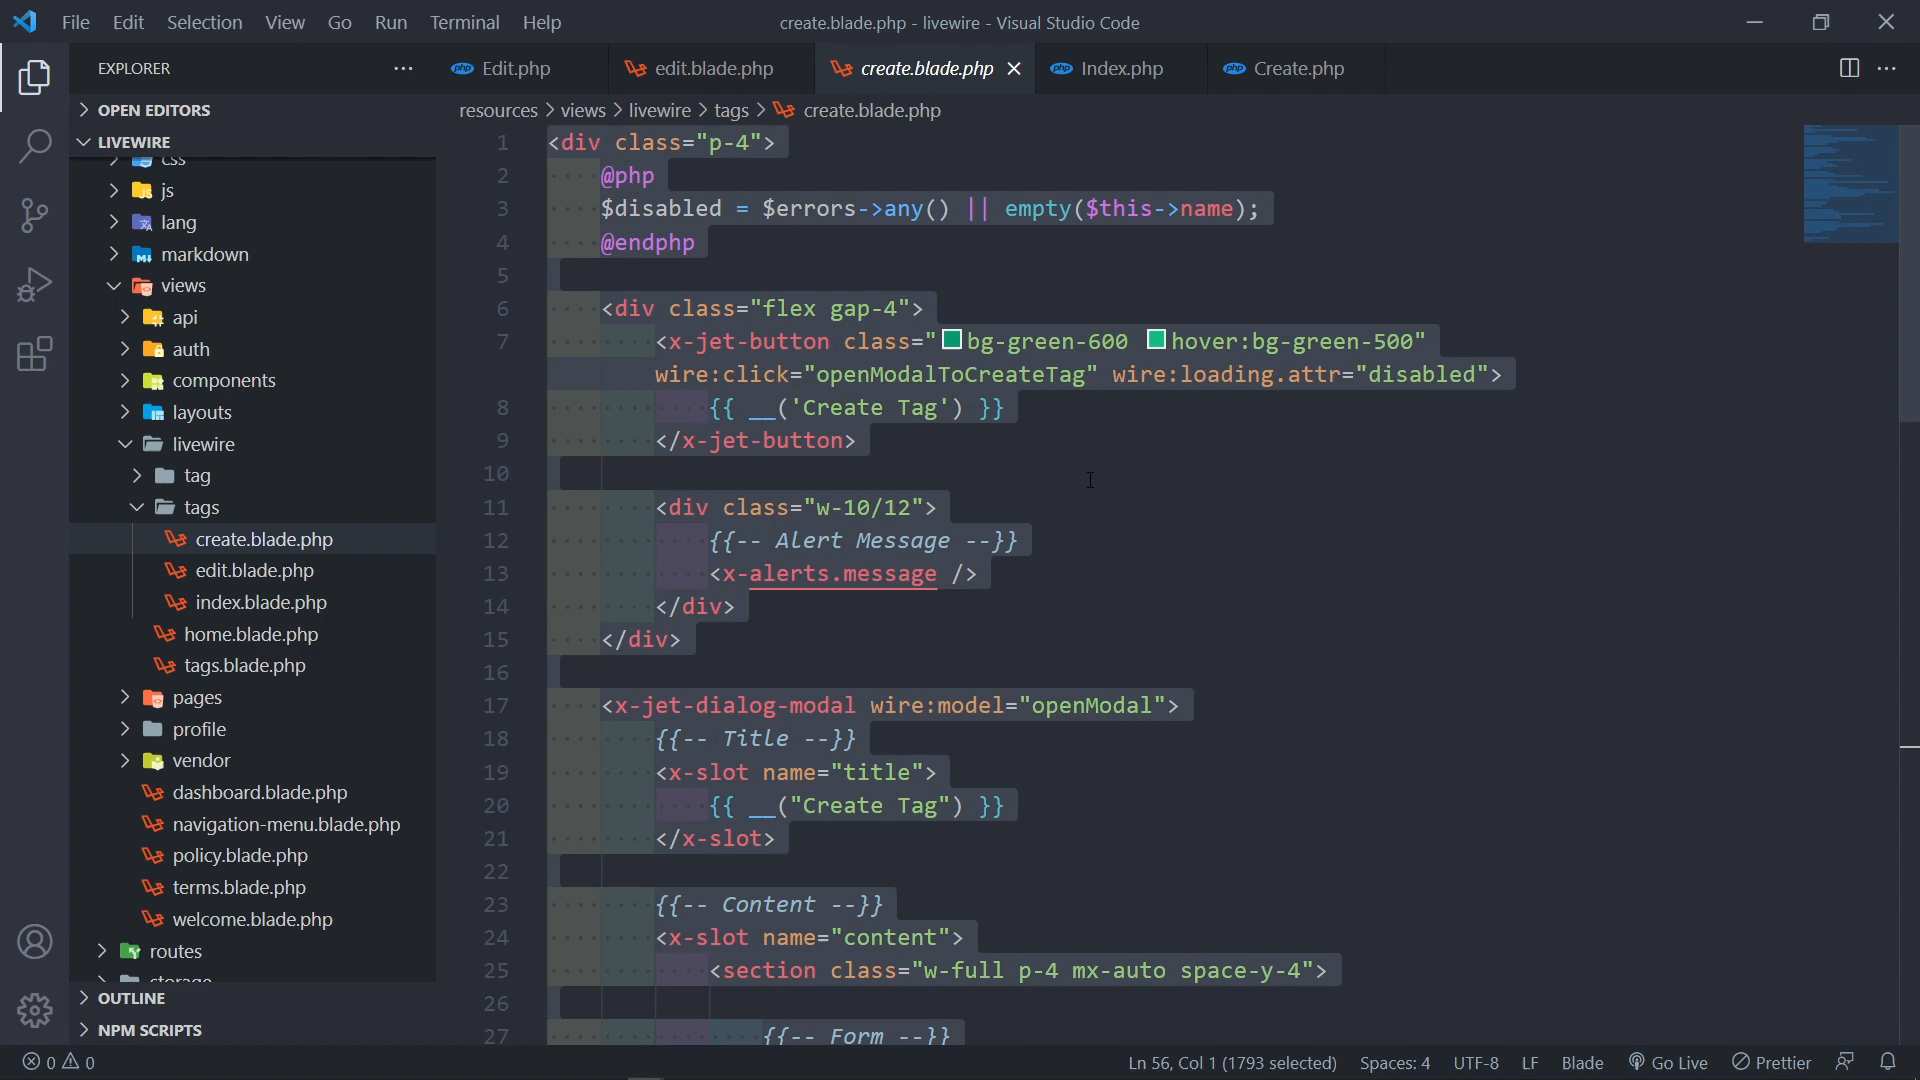 File Edit Selection View Go Run Terminal Help
create.blade.php - livewire - Visual Studio Code
EXPLORER
Edit.php
edit.blade.php
create.blade.php
Index.php
Create.php
OPEN EDITORS
LIVEWIRE
css
js
lang
markdown
views
api
auth
components
layouts
livewire
tag
tags
create.blade.php
edit.blade.php
index.blade.php
home.blade.php
tags.blade.php
pages
profile
vendor
dashboard.blade.php
navigation-menu.blade.php
policy.blade.php
terms.blade.php
welcome.blade.php
routes
storage
OUTLINE
NPM SCRIPTS
resources > views > livewire > tags > create.blade.php
1 <div class="p-4">
2 @php
3 $disabled = $errors->any() || empty($this->name);
4 @endphp
5
6 <div class="flex gap-4">
7 <x-jet-button class="bg-green-600 hover:bg-green-500"
wire:click="openModalToCreateTag" wire:loading.attr="disabled">
8 {{ __('Create Tag') }}
9 </x-jet-button>
10
11 <div class="w-10/12">
12 {{-- Alert Message --}}
13 <x-alerts.message />
14 </div>
15 </div>
16
17 <x-jet-dialog-modal wire:model="openModal">
18 {{-- Title --}}
19 <x-slot name="title">
20 {{ __("Create Tag") }}
21 </x-slot>
22
23 {{-- Content --}}
24 <x-slot name="content">
25 <section class="w-full p-4 mx-auto space-y-4">
26
27 {{-- Form --}}
0 0
Ln 56, Col 1 (1793 selected) Spaces: 4 UTF-8 LF Blade Go Live Prettier